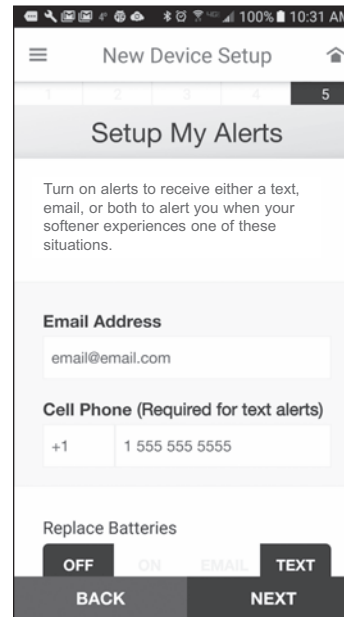 100% 10:31 AM
New Device Setup
1 2 3 4 5
Setup My Alerts
Turn on alerts to receive either a text,
email, or both to alert you when your
softener experiences one of these
situations.
Email Address
email@email.com
Cell Phone (Required for text alerts)
+1 1 555 555 5555
Replace Batteries
OFF ON EMAIL TEXT
BACK NEXT